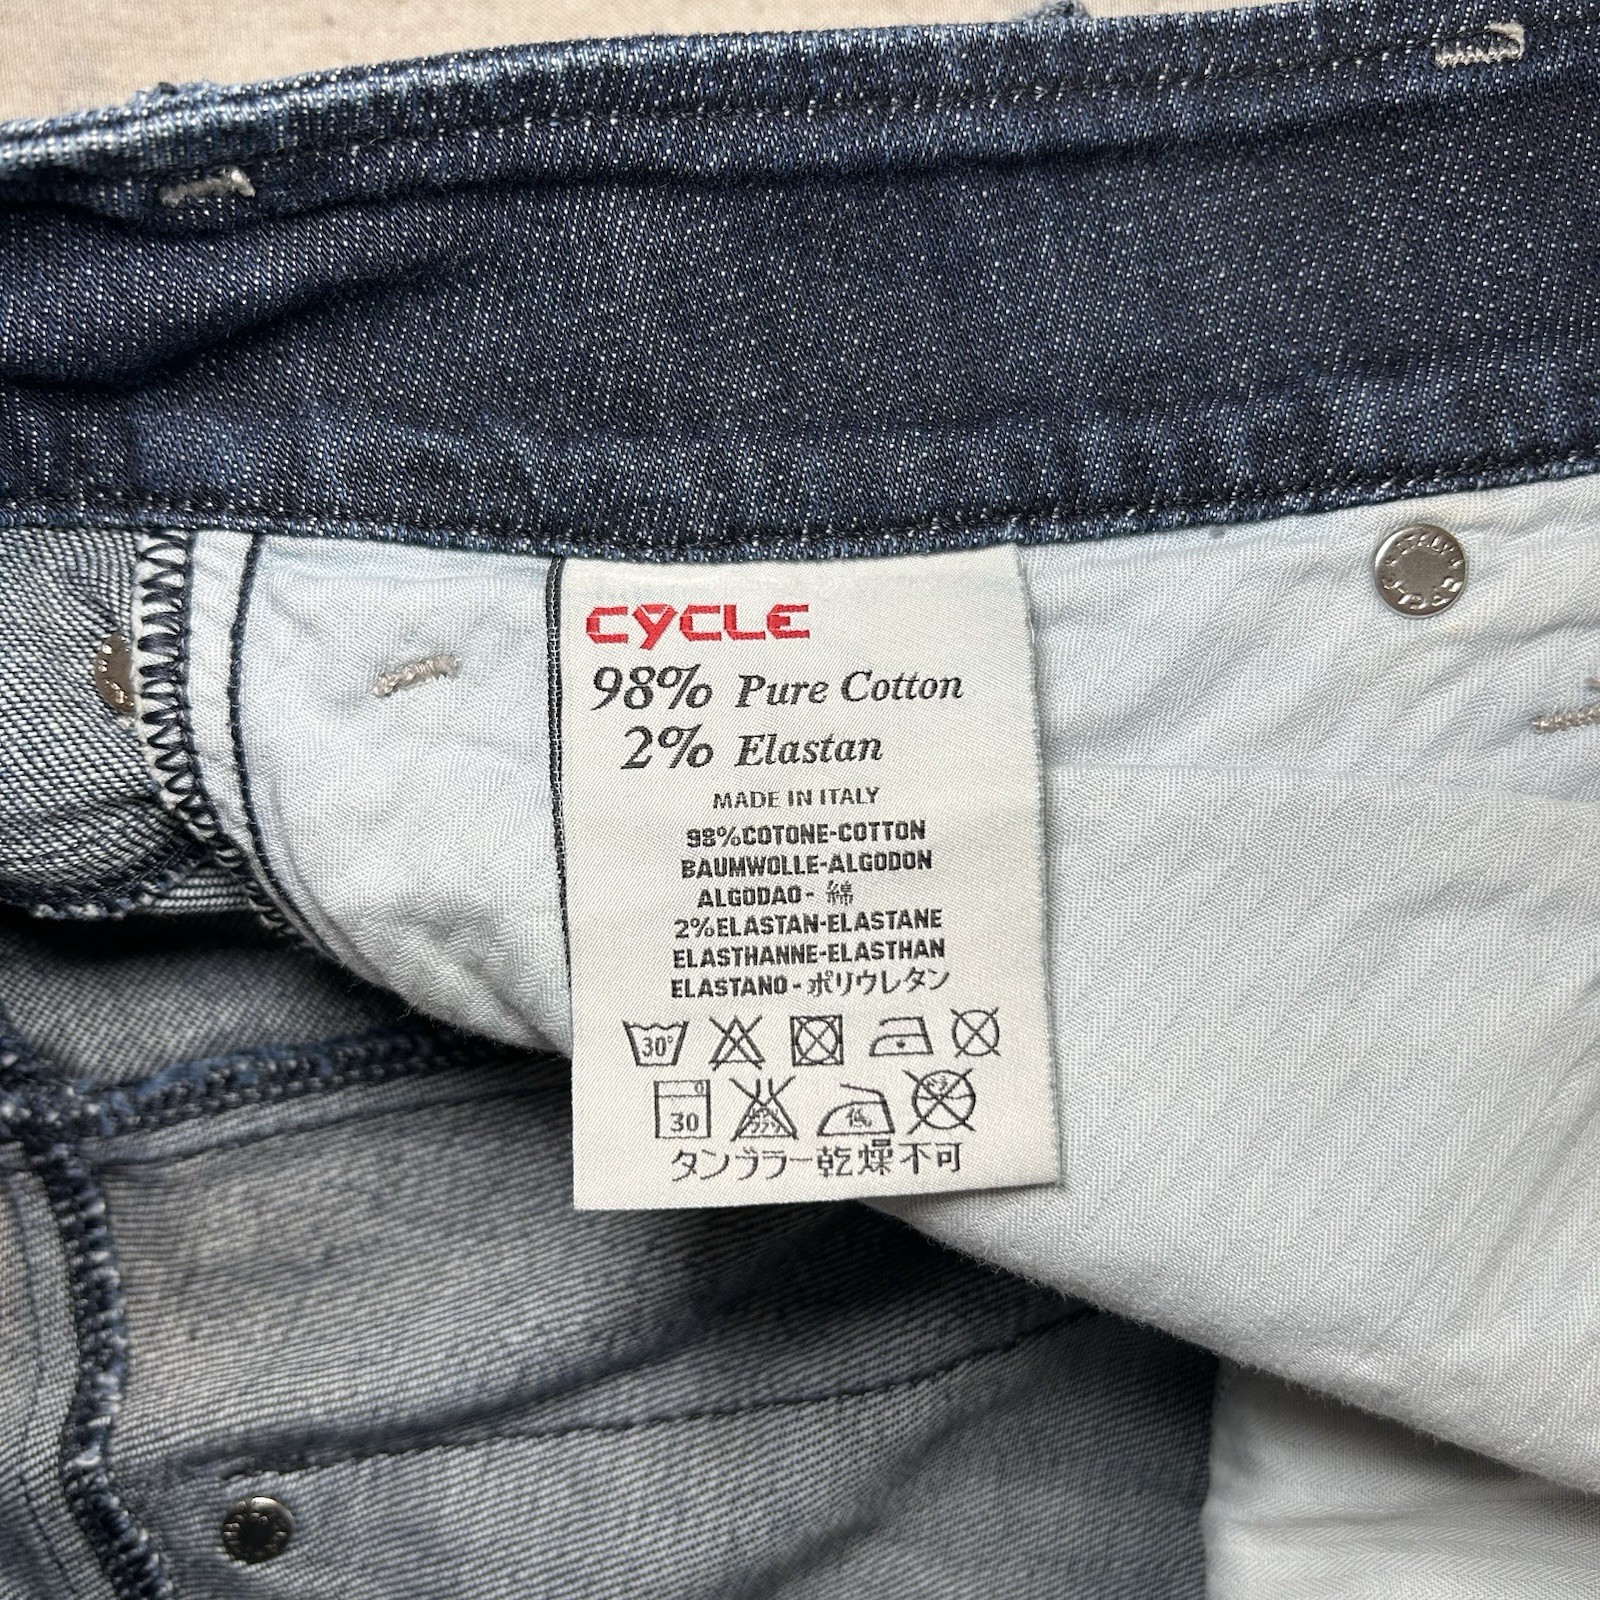 CYCLE
98% Pure Cotton
2% Elastan
MADE IN ITALY
98%COTONE-COTTON
BAUMWOLLE-ALGODON
ALGODAO-綿
2%ELASTAN-ELASTANE
ELASTHANNE-ELASTHAN
ELASTANO-ポリウレタン
30°
30 低
タンブラー乾燥不可
ITALY